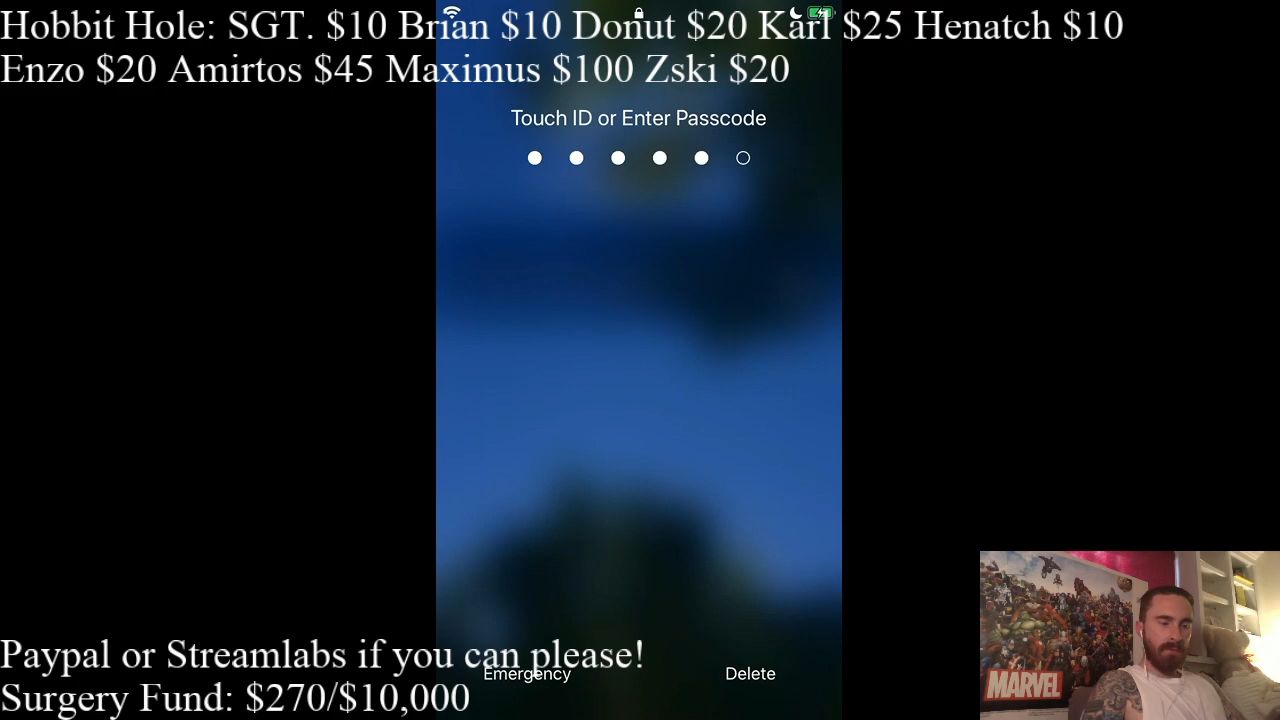 Hobbit Hole: SGT. $10 Brian $10 Donut $20 Karl $25 Henatch $10
Enzo $20 Amirtos $45 Maximus $100 Zski $20
Touch ID or Enter Passcode
Paypal or Streamlabs if you can please!
Emergency
Delete
Surgery Fund: $270/$10,000
MARVEL